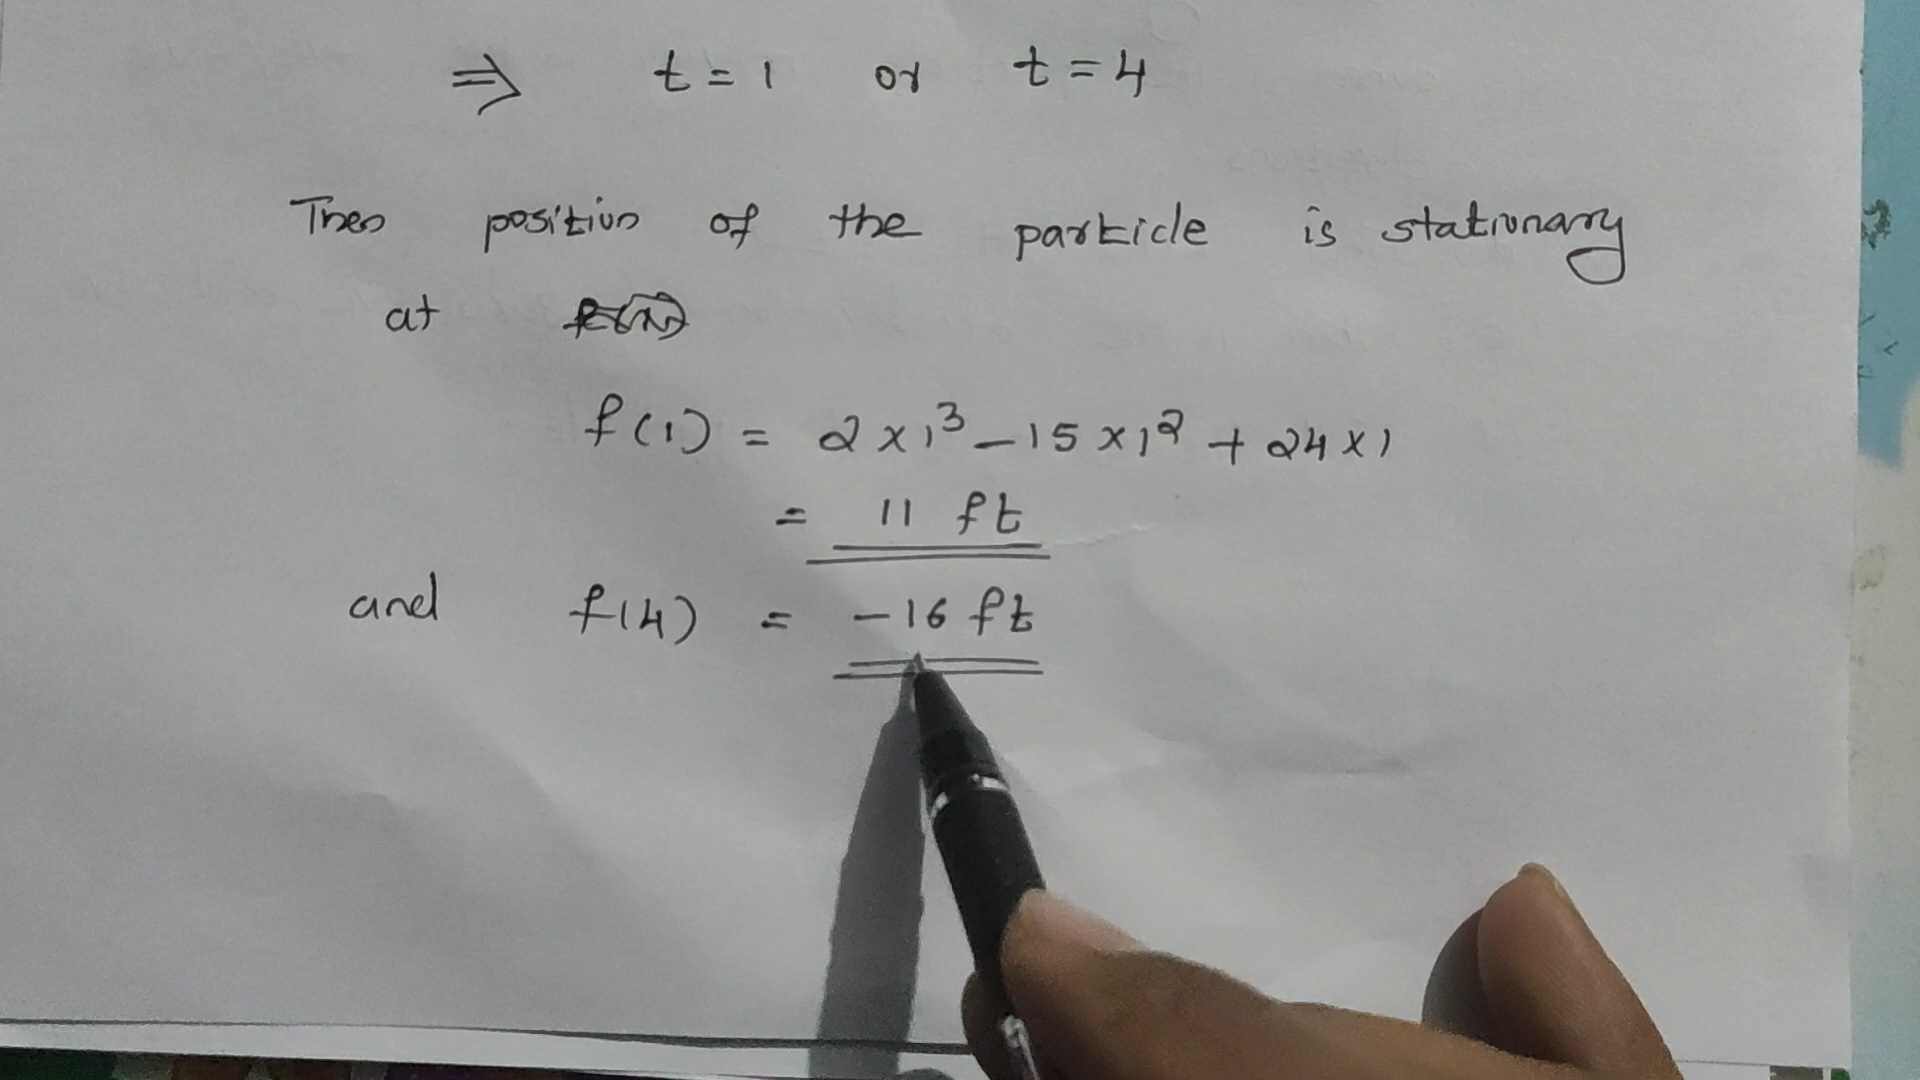 ⇒ t = 1 or t = 4
Then position of the particle is stationary
at
f(1) = 2×1³ – 15×1² + 24×1
= 11 ft
and f(4) = –16 ft